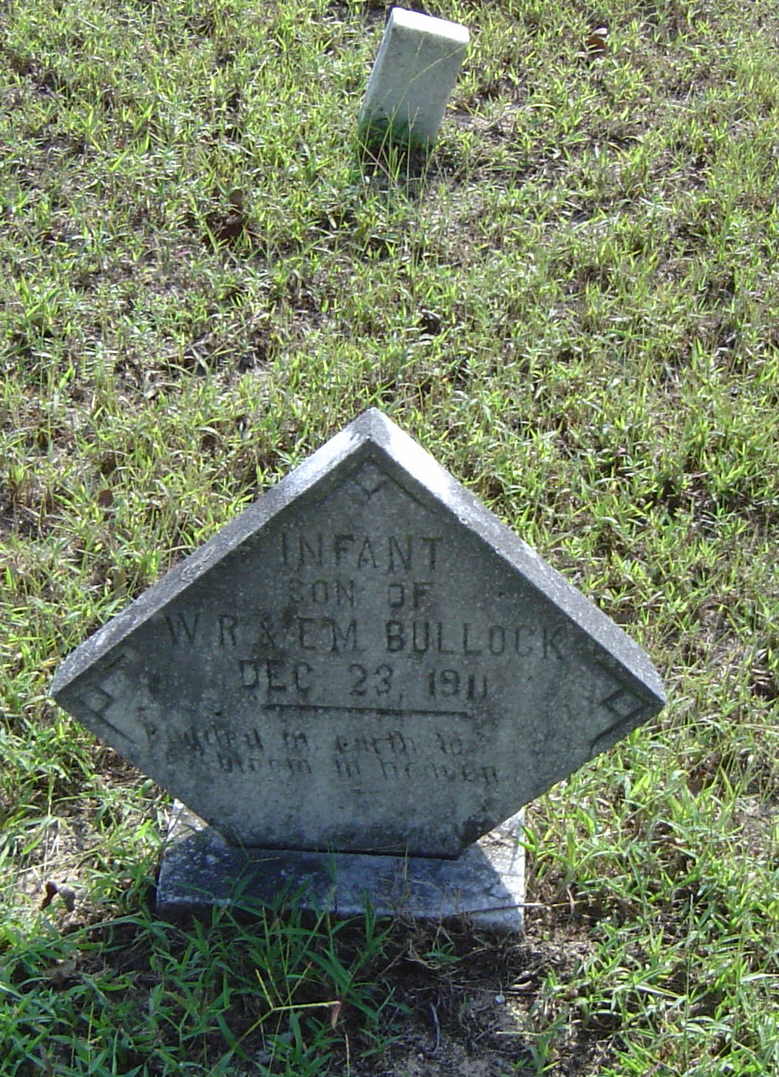 INFANT
SON OF
W. R. & E. M. BULLOCK
DEC. 23, 1911
Budded on earth to
bloom in heaven